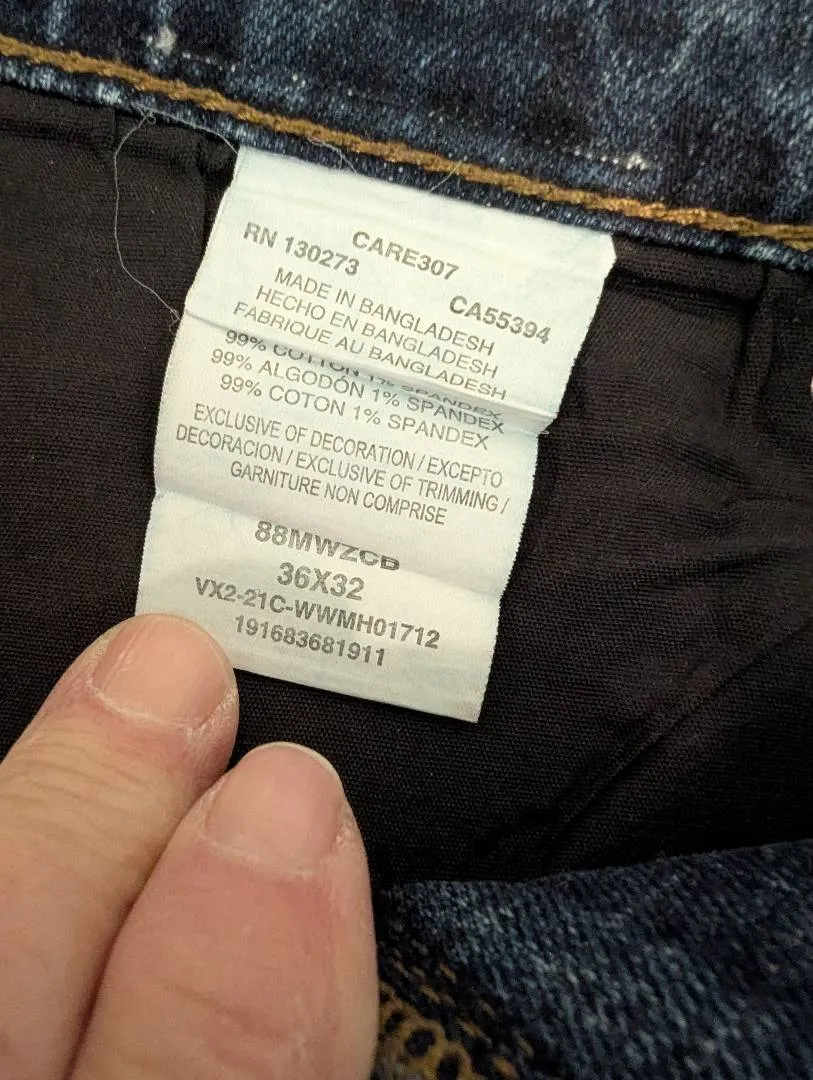 CARE307
RN 130273
CA55394
MADE IN BANGLADESH
HECHO EN BANGLADESH
FABRIQUE AU BANGLADESH
99% COTTON 1% SPANDEX
99% ALGODÓN 1% SPANDEX
99% COTON 1% SPANDEX
EXCLUSIVE OF DECORATION / EXCEPTO
DECORACION / EXCLUSIVE OF TRIMMING /
GARNITURE NON COMPRISE
88MWZCB
36X32
VX2-21C-WWMH01712
191683681911